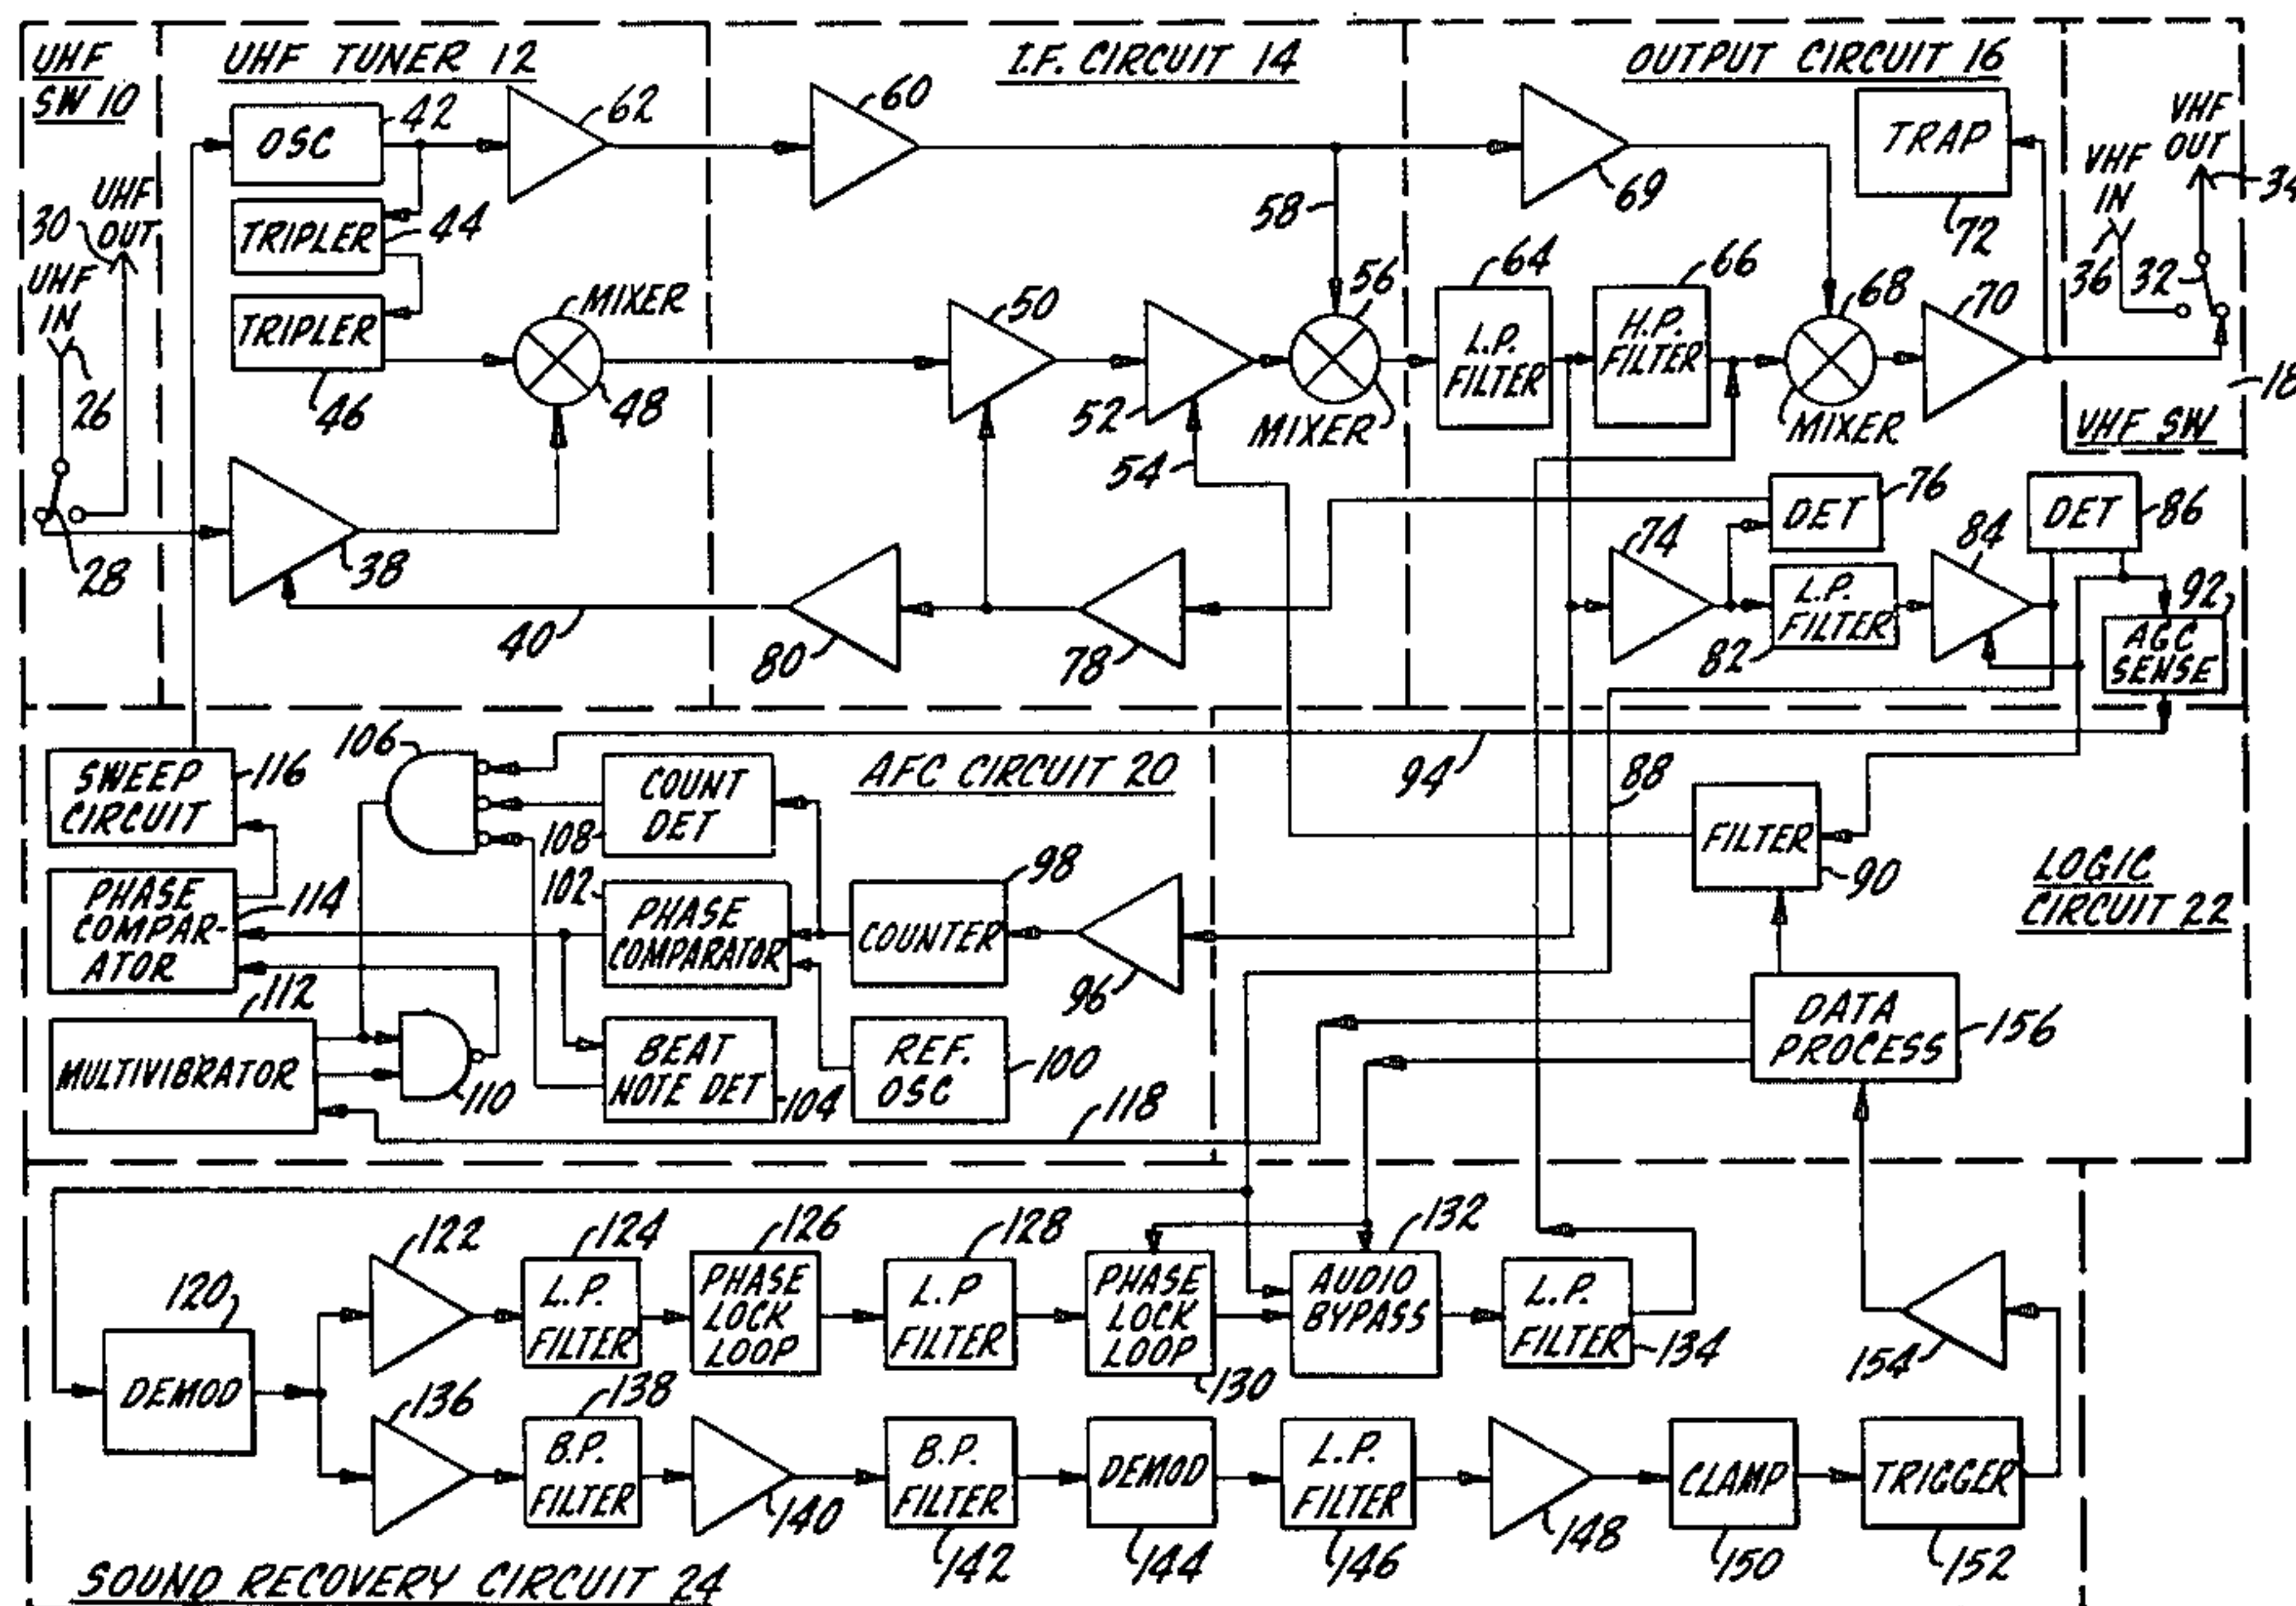 UHF
SW 10
UHF TUNER 12
I.F. CIRCUIT 14
OUTPUT CIRCUIT 16
VHF
OUT
VHF
IN
34
36
32
18
VHF SW
UHF
OUT
30
UHF
IN
26
28
OSC
42
62
60
69
TRAP
72
TRIPLER
44
TRIPLER
46
MIXER
48
50
52
54
58
56
MIXER
64
L.P.
FILTER
66
H.P.
FILTER
68
MIXER
70
38
40
80
78
74
DET
76
L.P.
FILTER
82
84
DET
86
92
AGC
SENSE
SWEEP
CIRCUIT
116
106
COUNT
DET
108
AFC CIRCUIT 20
94
88
FILTER
90
LOGIC
CIRCUIT 22
PHASE
COMPAR-
ATOR
114
102
PHASE
COMPARATOR
98
COUNTER
96
112
MULTIVIBRATOR
110
BEAT
NOTE DET
104
REF.
OSC
100
118
DATA
PROCESS
156
120
DEMOD
122
124
L.P.
FILTER
126
PHASE
LOCK
LOOP
128
L.P
FILTER
PHASE
LOCK
LOOP
130
132
AUDIO
BYPASS
L.P.
FILTER
134
154
136
138
B.P.
FILTER
140
B.P.
FILTER
142
DEMOD
144
L.P.
FILTER
146
148
CLAMP
150
TRIGGER
152
SOUND RECOVERY CIRCUIT 24